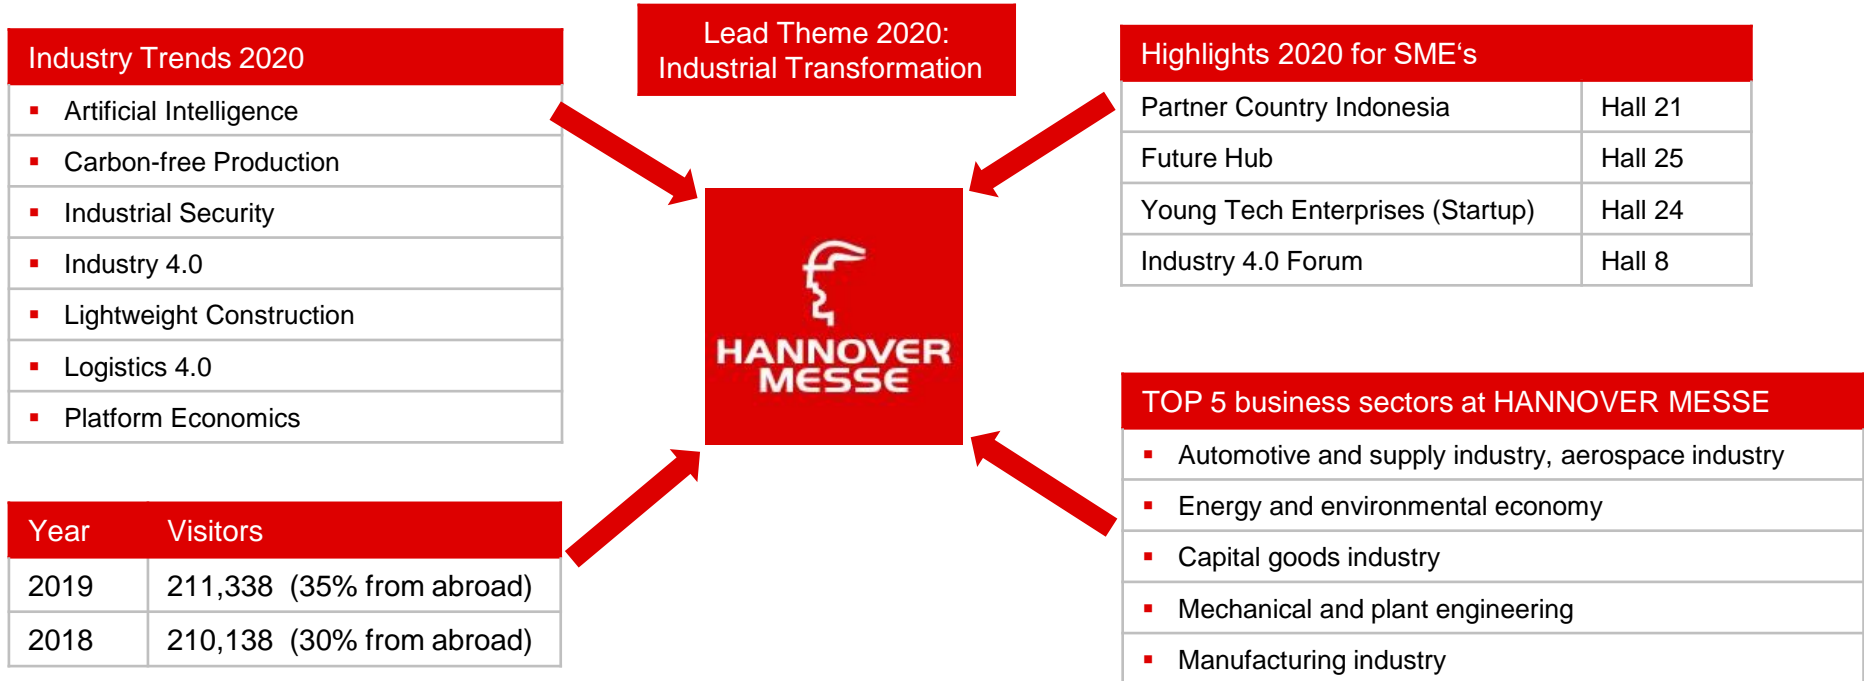 Lead Theme 2020:
Industrial Transformation
Industry Trends 2020
▪ Artificial Intelligence
▪ Carbon-free Production
▪ Industrial Security
▪ Industry 4.0
▪ Lightweight Construction
▪ Logistics 4.0
▪ Platform Economics
Year Visitors
2019 211,338 (35% from abroad)
2018 210,138 (30% from abroad)
HANNOVER
MESSE
Highlights 2020 for SME‘s
Partner Country Indonesia Hall 21
Future Hub Hall 25
Young Tech Enterprises (Startup) Hall 24
Industry 4.0 Forum Hall 8
TOP 5 business sectors at HANNOVER MESSE
▪ Automotive and supply industry, aerospace industry
▪ Energy and environmental economy
▪ Capital goods industry
▪ Mechanical and plant engineering
▪ Manufacturing industry